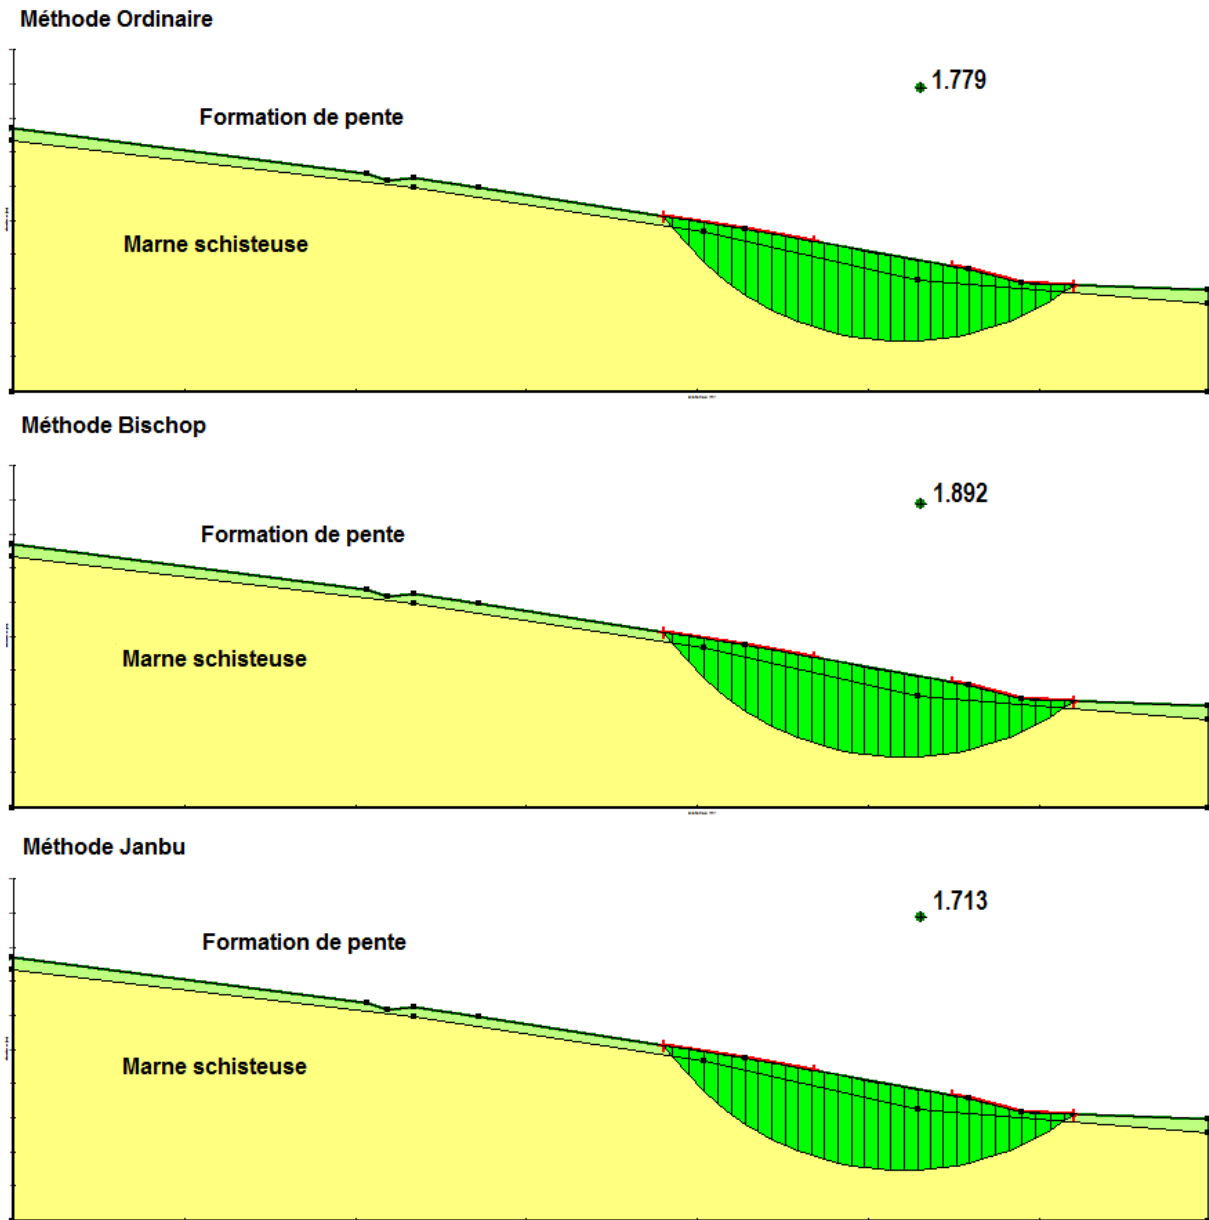 Méthode Ordinaire
1.779
Formation de pente
Marne schisteuse
Méthode Bischop
1.892
Formation de pente
Marne schisteuse
Méthode Janbu
1.713
Formation de pente
Marne schisteuse